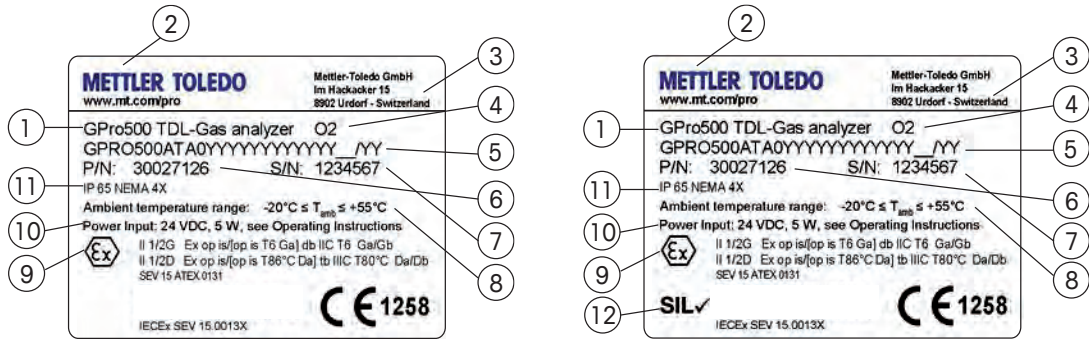 2
METTLER TOLEDO
www.mt.com/pro
Mettler-Toledo GmbH
Im Hackacker 15
8902 Urdorf - Switzerland
3
4
1
GPro500 TDL-Gas analyzer O2
GPRO500ATA0YYYYYYYYYYYY__/YY
5
P/N: 30027126 S/N: 1234567
6
11
IP 65 NEMA 4X
Ambient temperature range: -20°C ≤ Tamb ≤ +55°C
7
10
Power Input: 24 VDC, 5 W, see Operating Instructions
9
Ex
II 1/2G Ex op is/[op is T6 Ga] db IIC T6 Ga/Gb
II 1/2D Ex op is/[op is T86°C Da] tb IIIC T80°C Da/Db
8
SEV 15 ATEX 0131
CE 1258
IECEx SEV 15.0013X
2
METTLER TOLEDO
www.mt.com/pro
Mettler-Toledo GmbH
Im Hackacker 15
8902 Urdorf - Switzerland
3
4
1
GPro500 TDL-Gas analyzer O2
GPRO500ATA0YYYYYYYYYYYY__/YY
5
P/N: 30027126 S/N: 1234567
6
11
IP 65 NEMA 4X
Ambient temperature range: -20°C ≤ Tamb ≤ +55°C
7
10
Power Input: 24 VDC, 5 W, see Operating Instructions
9
Ex
II 1/2G Ex op is/[op is T6 Ga] db IIC T6 Ga/Gb
II 1/2D Ex op is/[op is T86°C Da] tb IIIC T80°C Da/Db
8
SEV 15 ATEX 0131
12
SIL✓
CE 1258
IECEx SEV 15.0013X